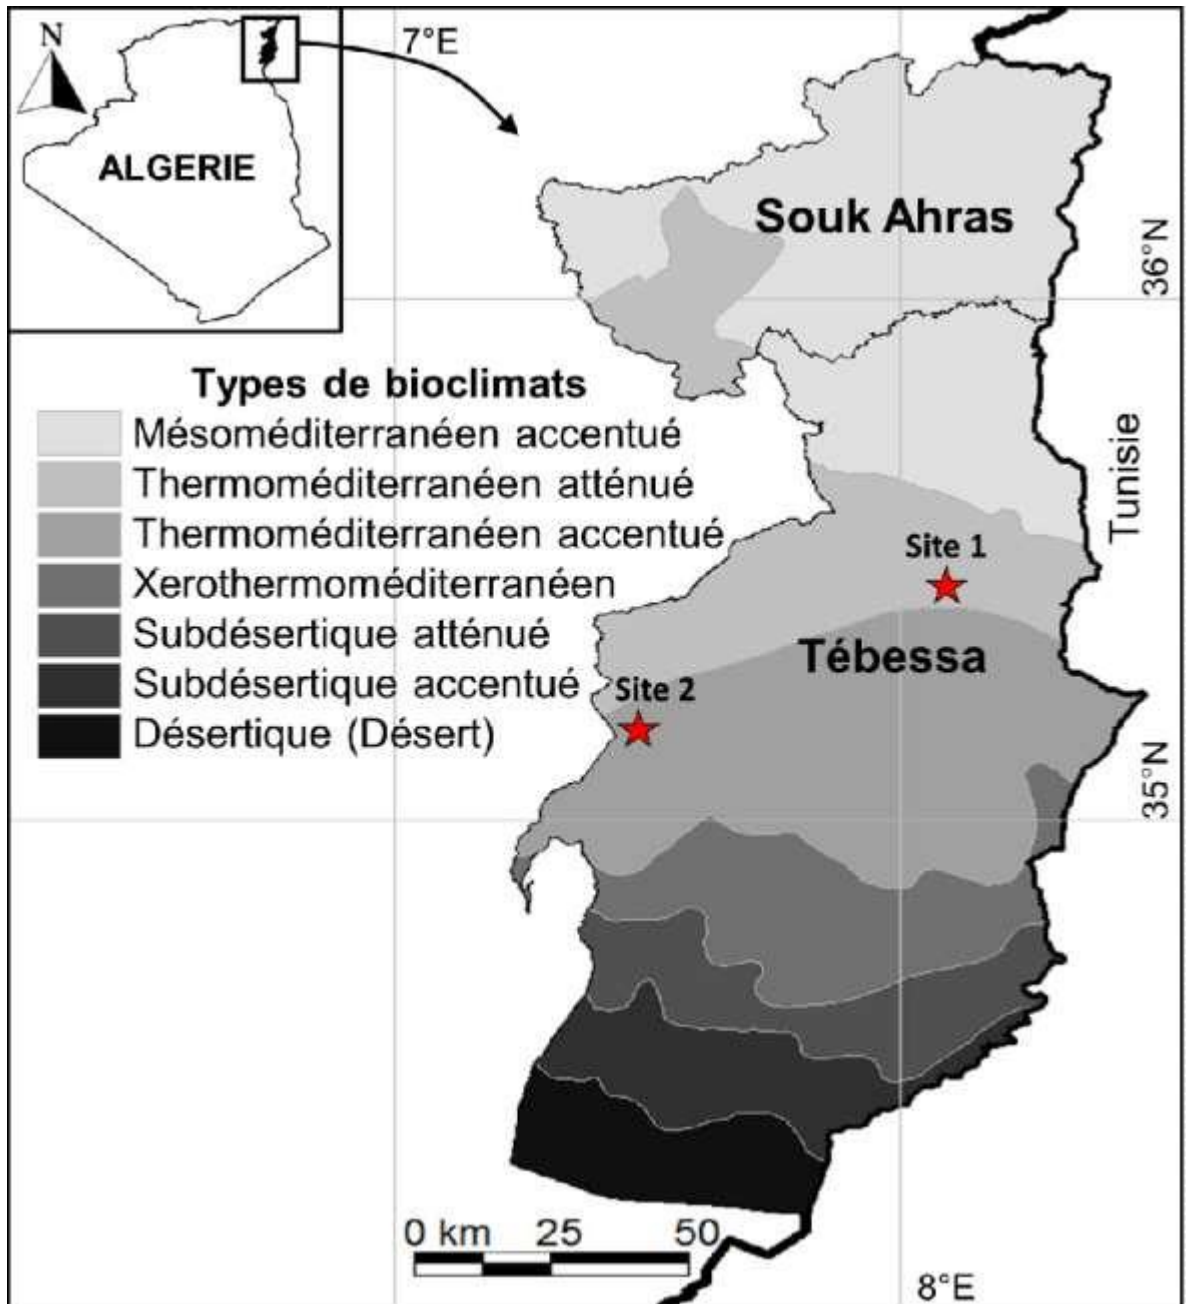 N
7°E
ALGERIE
Souk Ahras
36°N
Types de bioclimats
Mésoméditerranéen accentué
Thermoméditerranéen atténué
Thermoméditerranéen accentué
Xerothermoméditerranéen
Subdésertique atténué
Subdésertique accentué
Désertique (Désert)
Tunisie
Site 1
Tébessa
Site 2
35°N
0 km 25 50
8°E